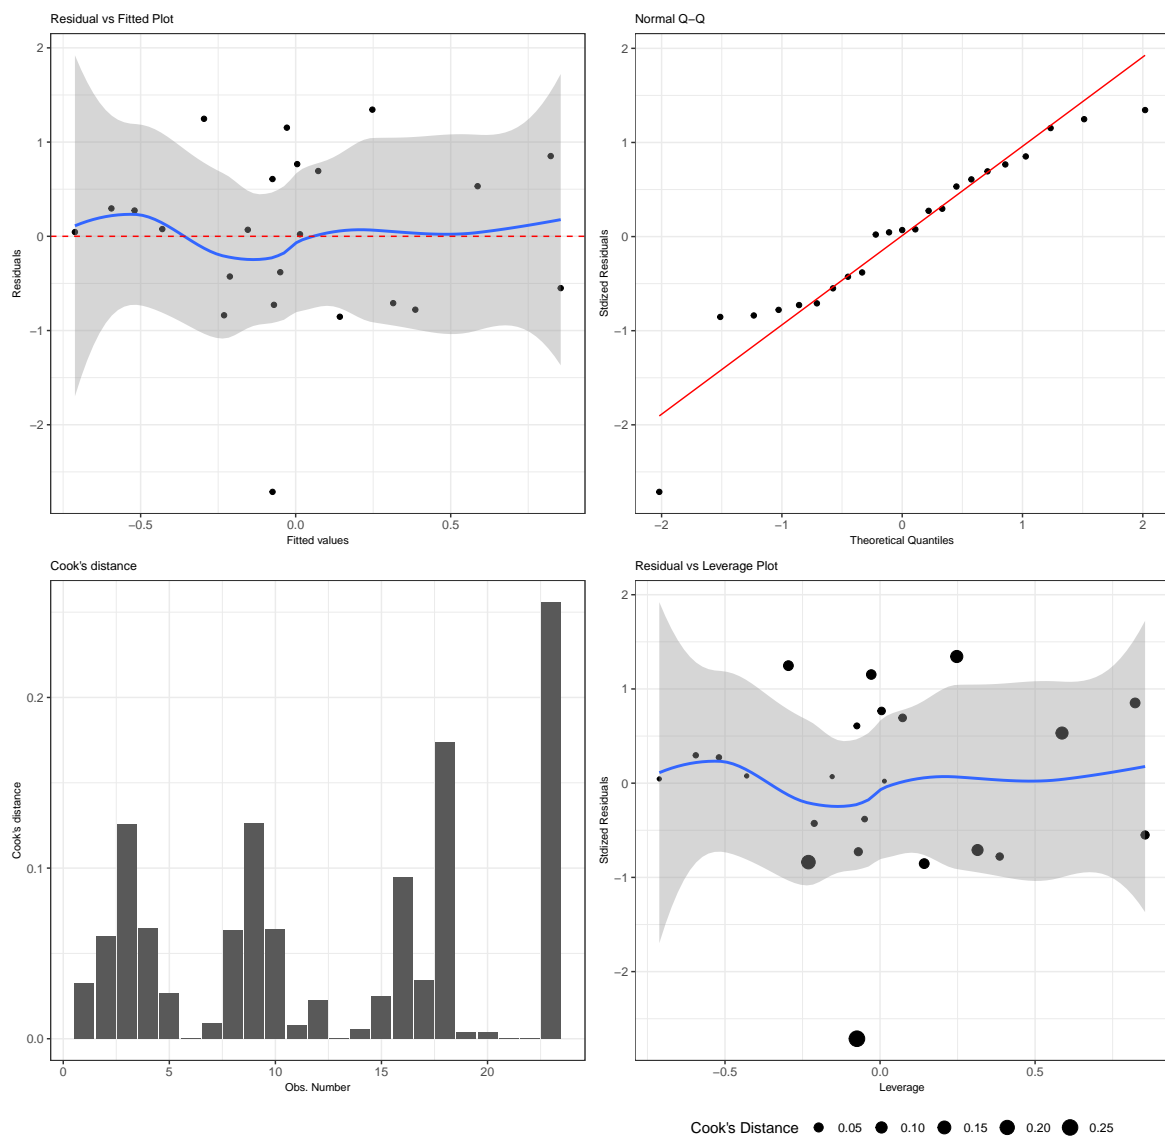 Residual vs Fitted Plot
2
1
0
−1
−2
Residuals
−0.5 0.0 0.5
Fitted values
Normal Q−Q
2
1
0
−1
−2
Stdized Residuals
−2 −1 0 1 2
Theoretical Quantiles
Cook's distance
0.2
0.1
0.0
Cook's distance
0 5 10 15 20
Obs. Number
Residual vs Leverage Plot
2
1
0
−1
−2
Stdized Residuals
−0.5 0.0 0.5
Leverage
Cook's Distance 0.05 0.10 0.15 0.20 0.25